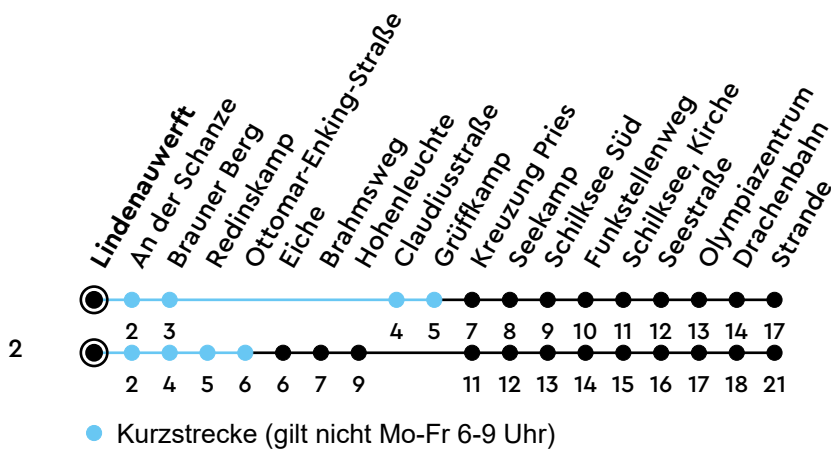 Lindenauwerft
An der Schanze
Brauner Berg
Redinskamp
Ottomar-Enking-Straße
Eiche
Brahmsweg
Hohenleuchte
Claudiusstraße
Grüffkamp
Kreuzung Pries
Seekamp
Schilksee Süd
Funkstellenweg
Schilksee, Kirche
Seestraße
Olympiazentrum
Drachenbahn
Strande
2 3 4 5 7 8 9 10 11 12 13 14 17
2
2 4 5 6 6 7 9 11 12 13 14 15 16 17 18 21
Kurzstrecke (gilt nicht Mo-Fr 6-9 Uhr)